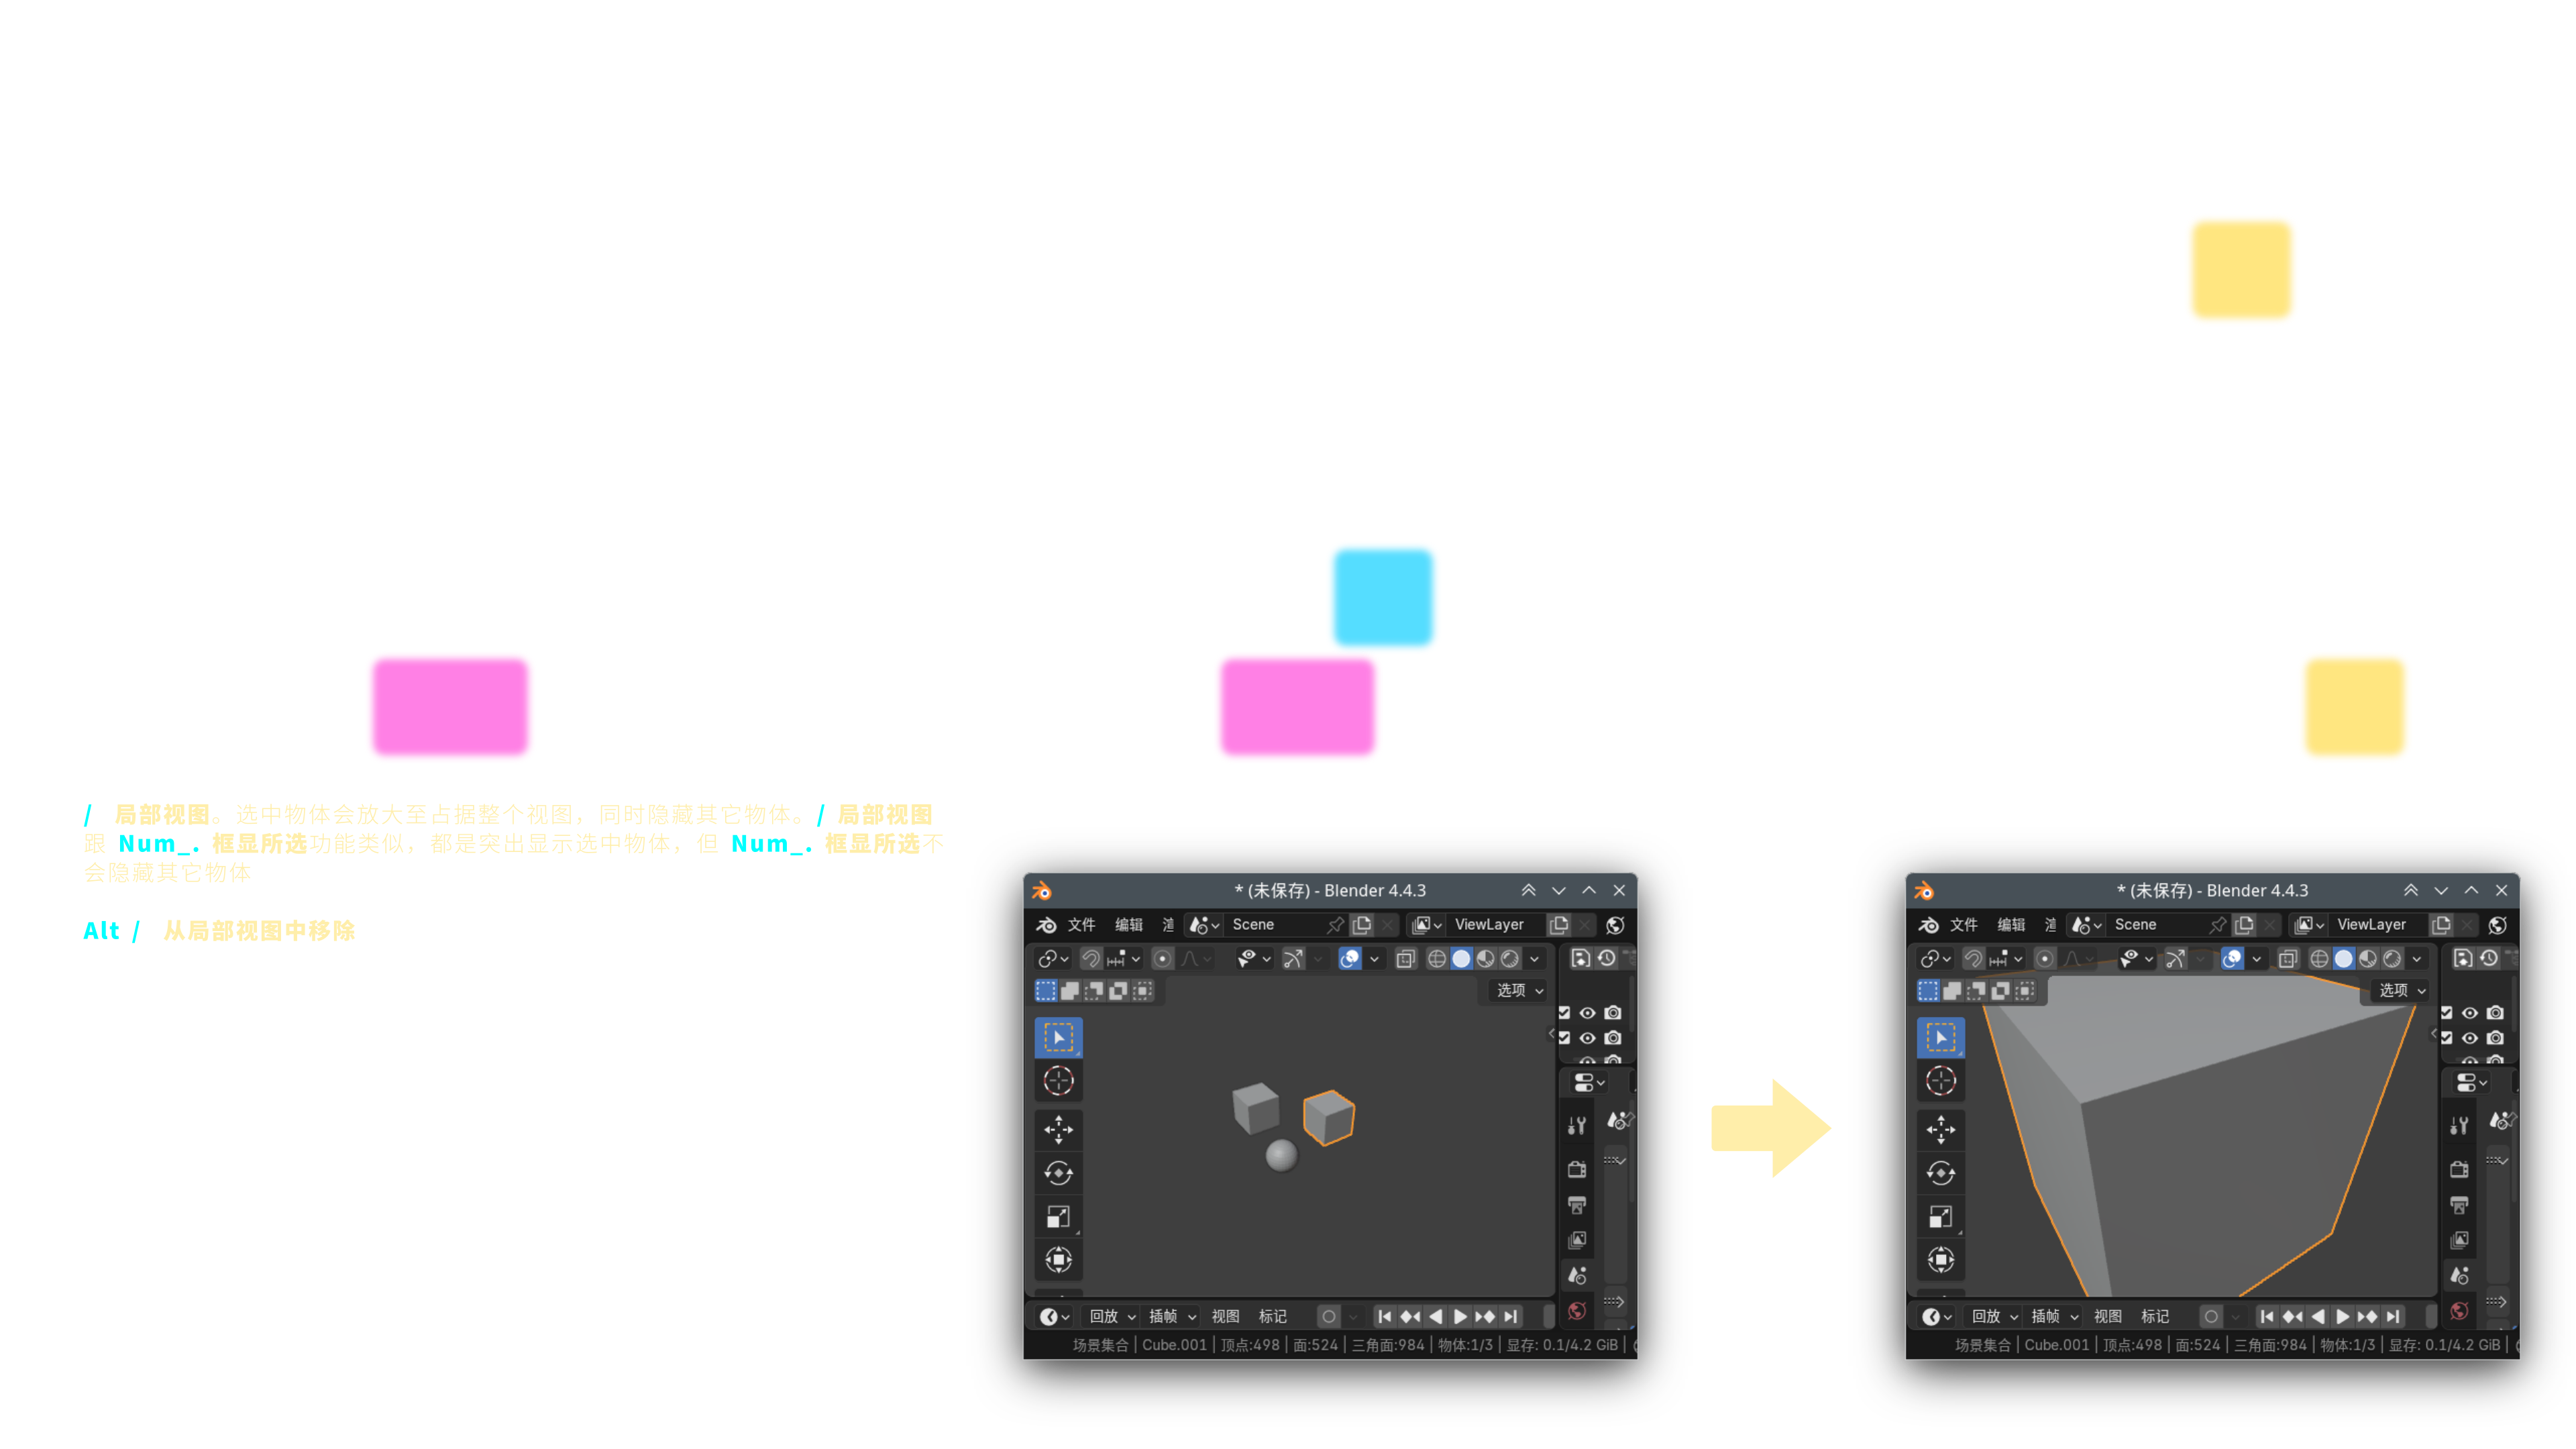 / 局部视图。选中物体会放大至占据整个视图，同时隐藏其它物体。/ 局部视图
跟 Num_. 框显所选功能类似，都是突出显示选中物体，但 Num_. 框显所选不
会隐藏其它物体
Alt / 从局部视图中移除
* (未保存) - Blender 4.4.3
文件 编辑 Scene ViewLayer
选项
回放 插帧 视图 标记
场景集合 | Cube.001 | 顶点:498 | 面:524 | 三角面:984 | 物体:1/3 | 显存: 0.1/4.2 GiB |
* (未保存) - Blender 4.4.3
文件 编辑 Scene ViewLayer
选项
回放 插帧 视图 标记
场景集合 | Cube.001 | 顶点:498 | 面:524 | 三角面:984 | 物体:1/3 | 显存: 0.1/4.2 GiB |